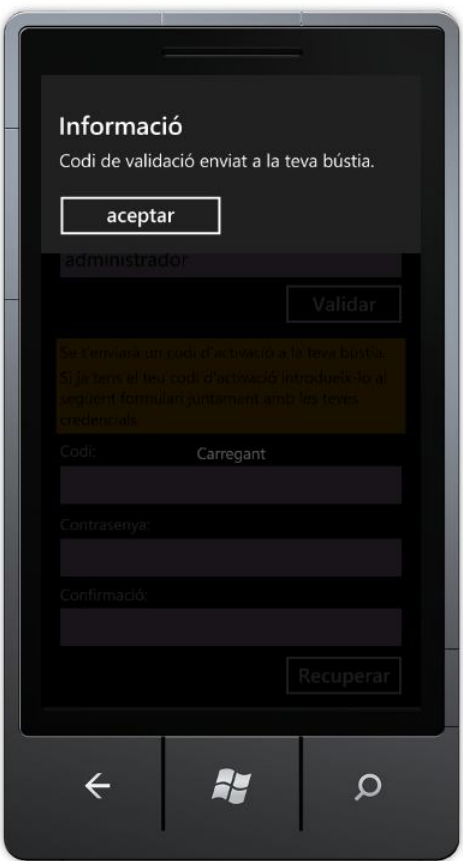 Informació
Codi de validació enviat a la teva bústia.
aceptar
administrador
Validar
Se t'enviarà un codi d'activació a la teva bústia.
Si ja tens el teu codi d'activació introdueix-lo al
següent formulari juntament amb les teves
credencials
Codi:
Carregant
Contrasenya:
Confirmació:
Recuperar